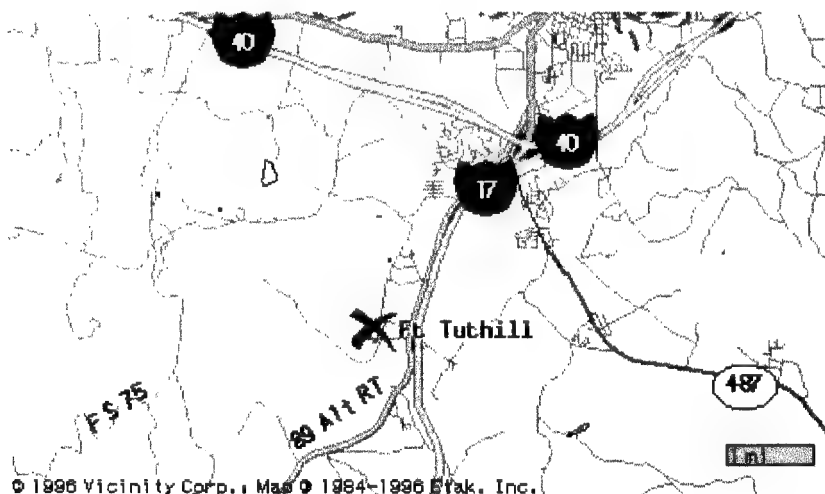 40
40
17
Ft Tuthill
487
FS 75
89 Alt RT
1 mi
© 1996 Vicinity Corp.; Map © 1984-1996 Etak, Inc.